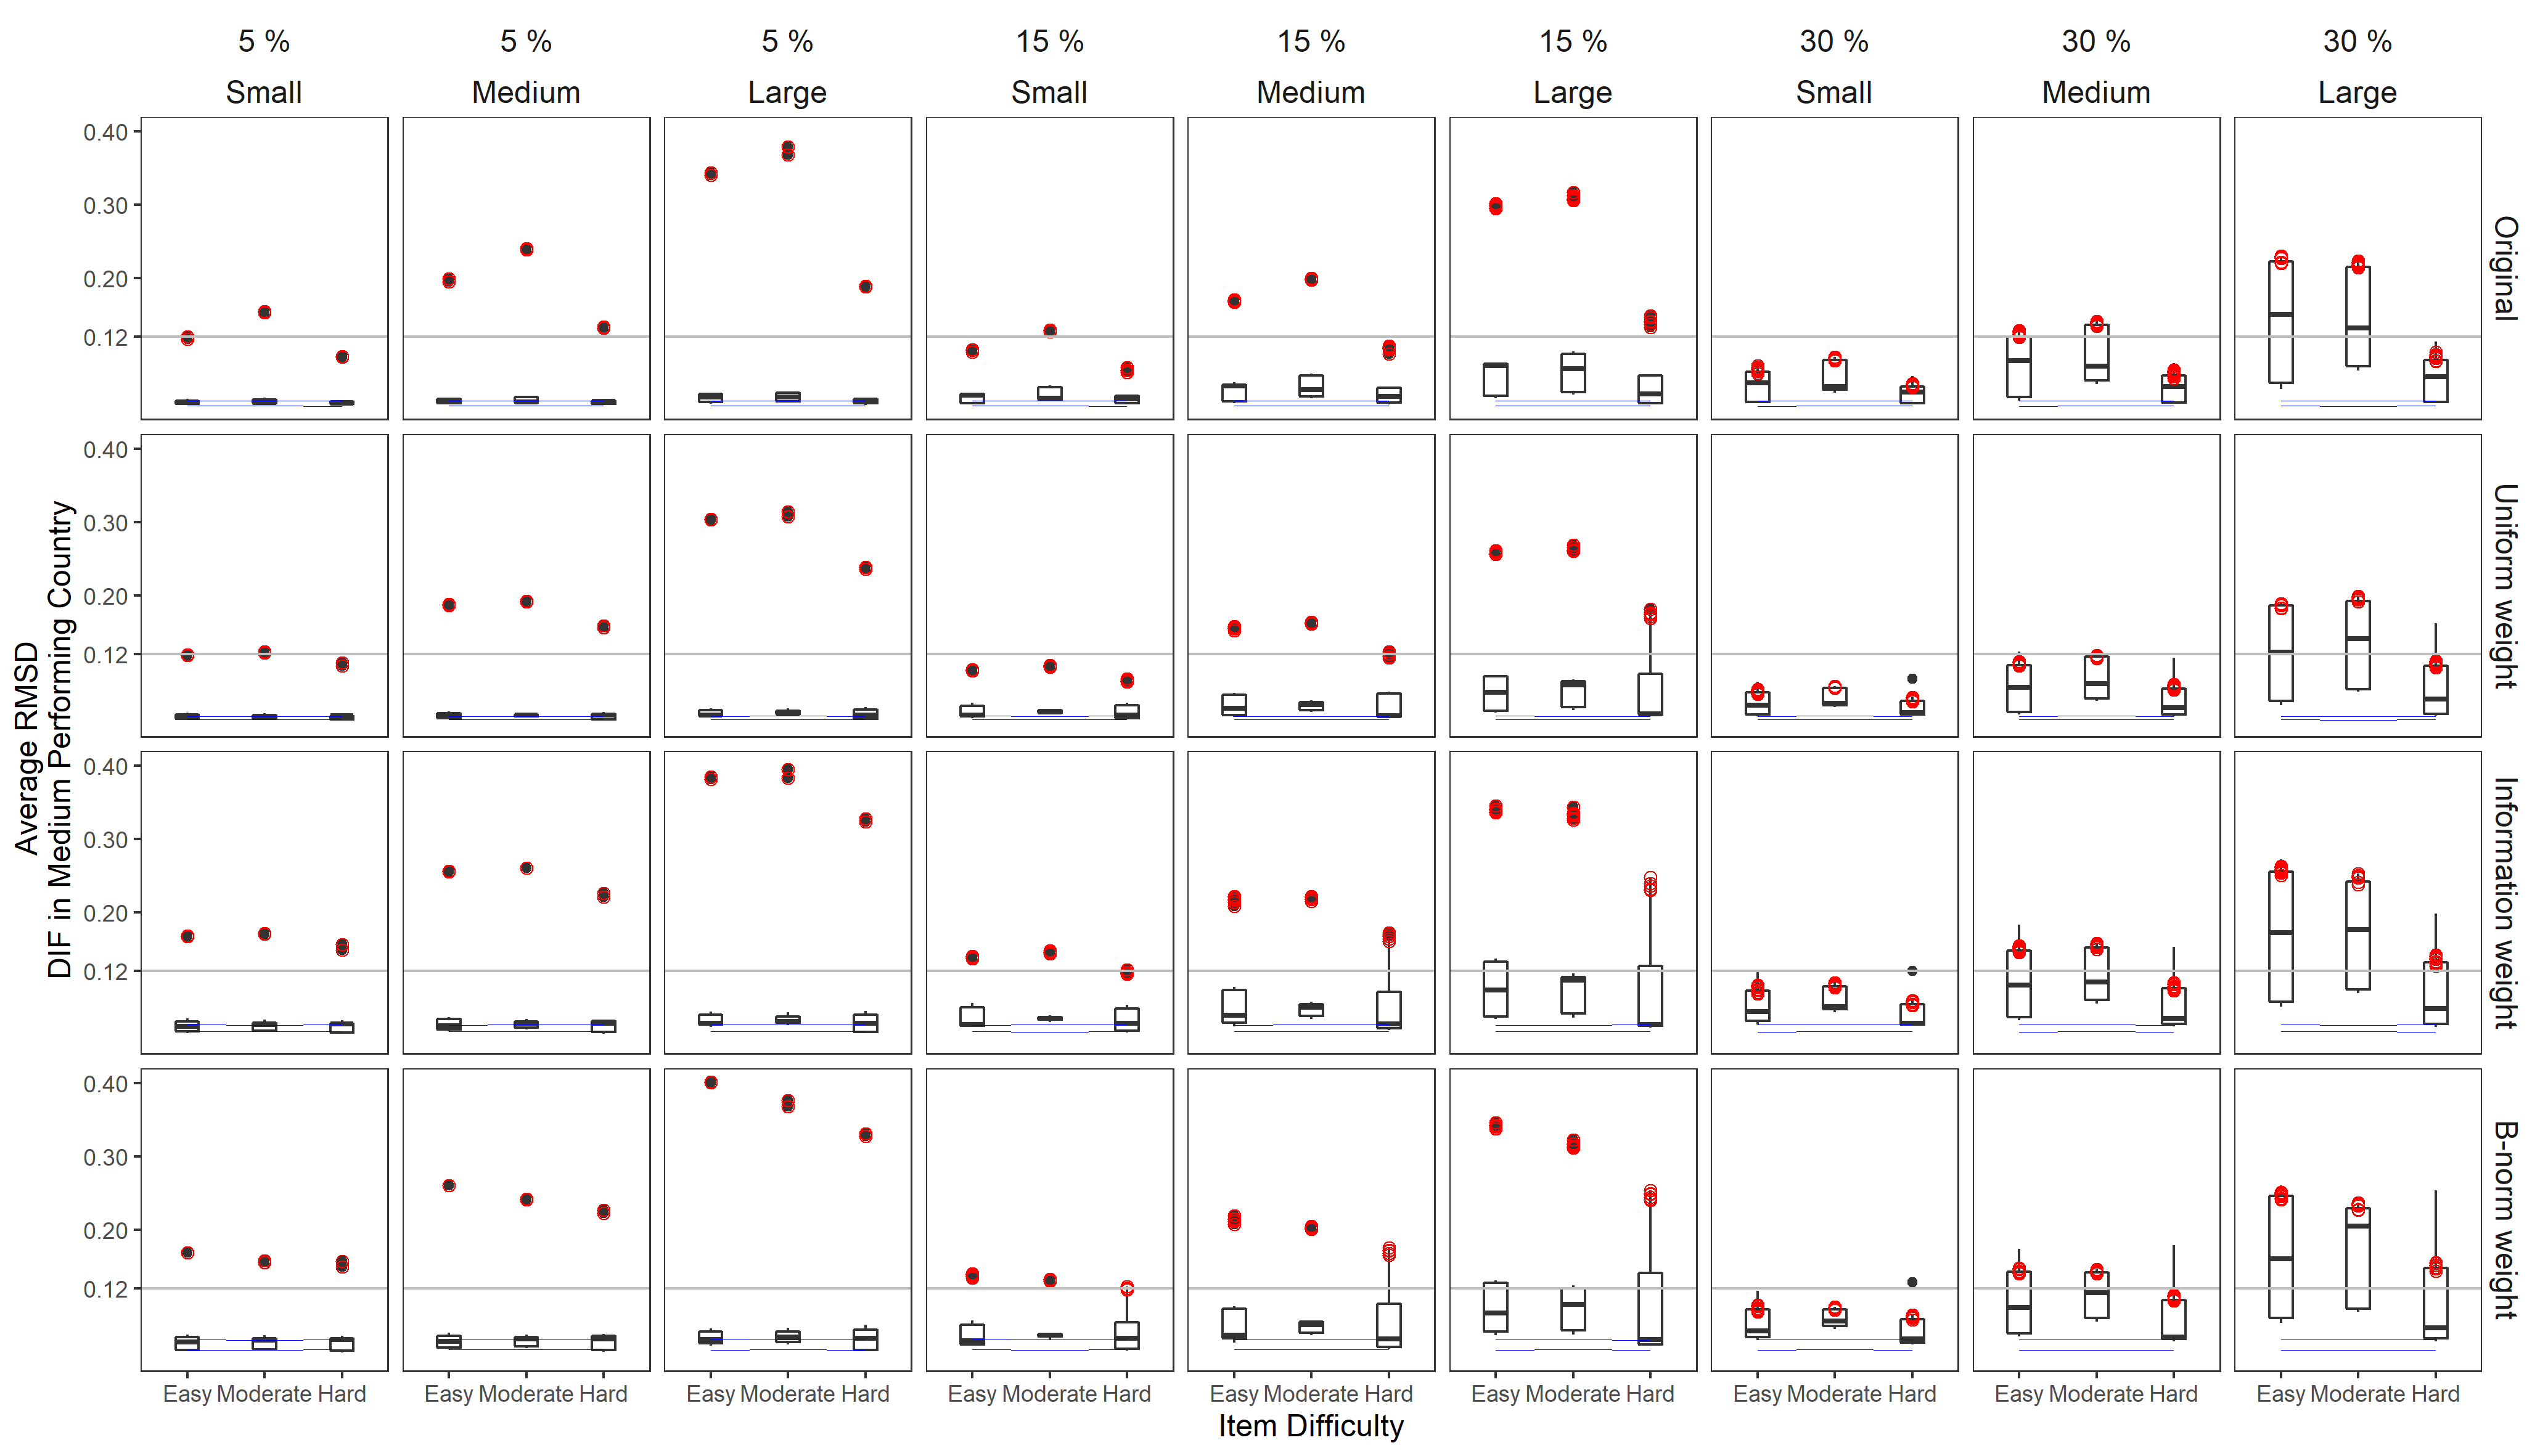 5 % 5 % 5 % 15 % 15 % 15 % 30 % 30 % 30 %
Small Medium Large Small Medium Large Small Medium Large
0.40
0.30
0.20
0.12
Original
0.40
0.30
0.20
0.12
Uniform weight
0.40
0.30
0.20
0.12
Information weight
0.40
0.30
0.20
0.12
B-norm weight
Average RMSD
DIF in Medium Performing Country
Easy Moderate Hard Easy Moderate Hard Easy Moderate Hard Easy Moderate Hard Easy Moderate Hard Easy Moderate Hard Easy Moderate Hard Easy Moderate Hard Easy Moderate Hard
Item Difficulty